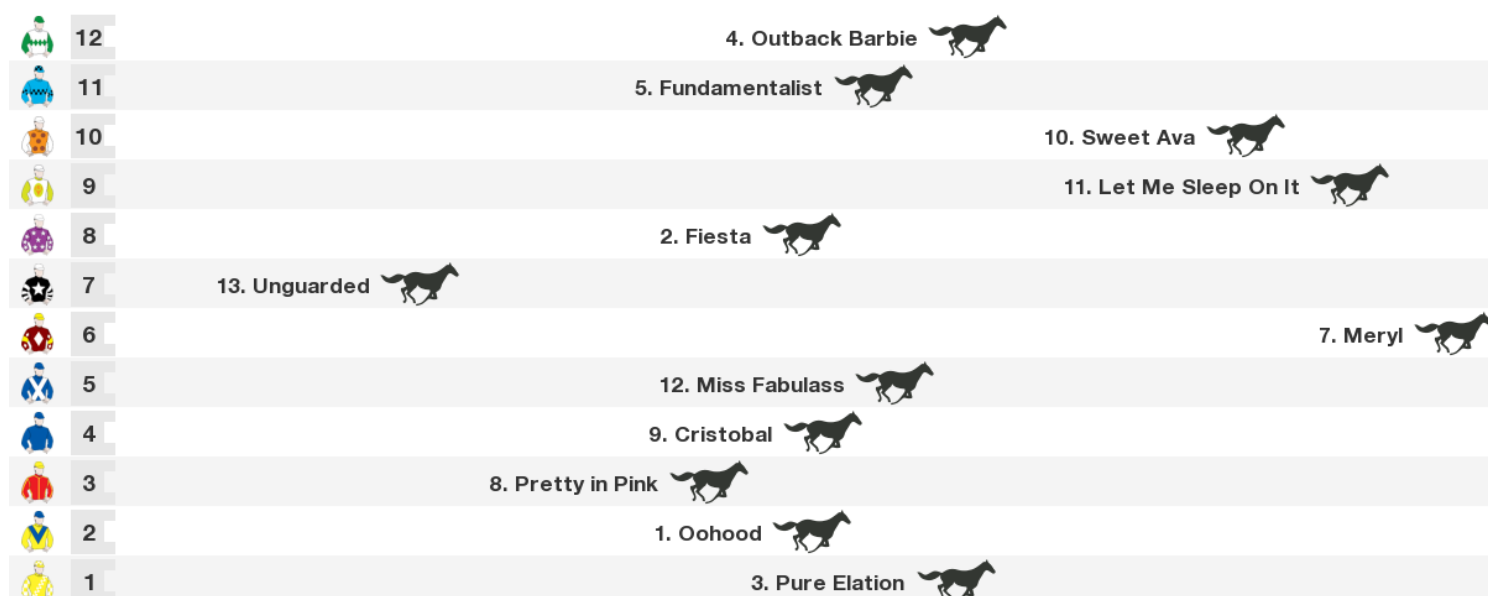 12 4. Outback Barbie
11 5. Fundamentalist
10 10. Sweet Ava
9 11. Let Me Sleep On It
8 2. Fiesta
7 13. Unguarded
6 7. Meryl
5 12. Miss Fabulass
4 9. Cristobal
3 8. Pretty in Pink
2 1. Oohood
1 3. Pure Elation